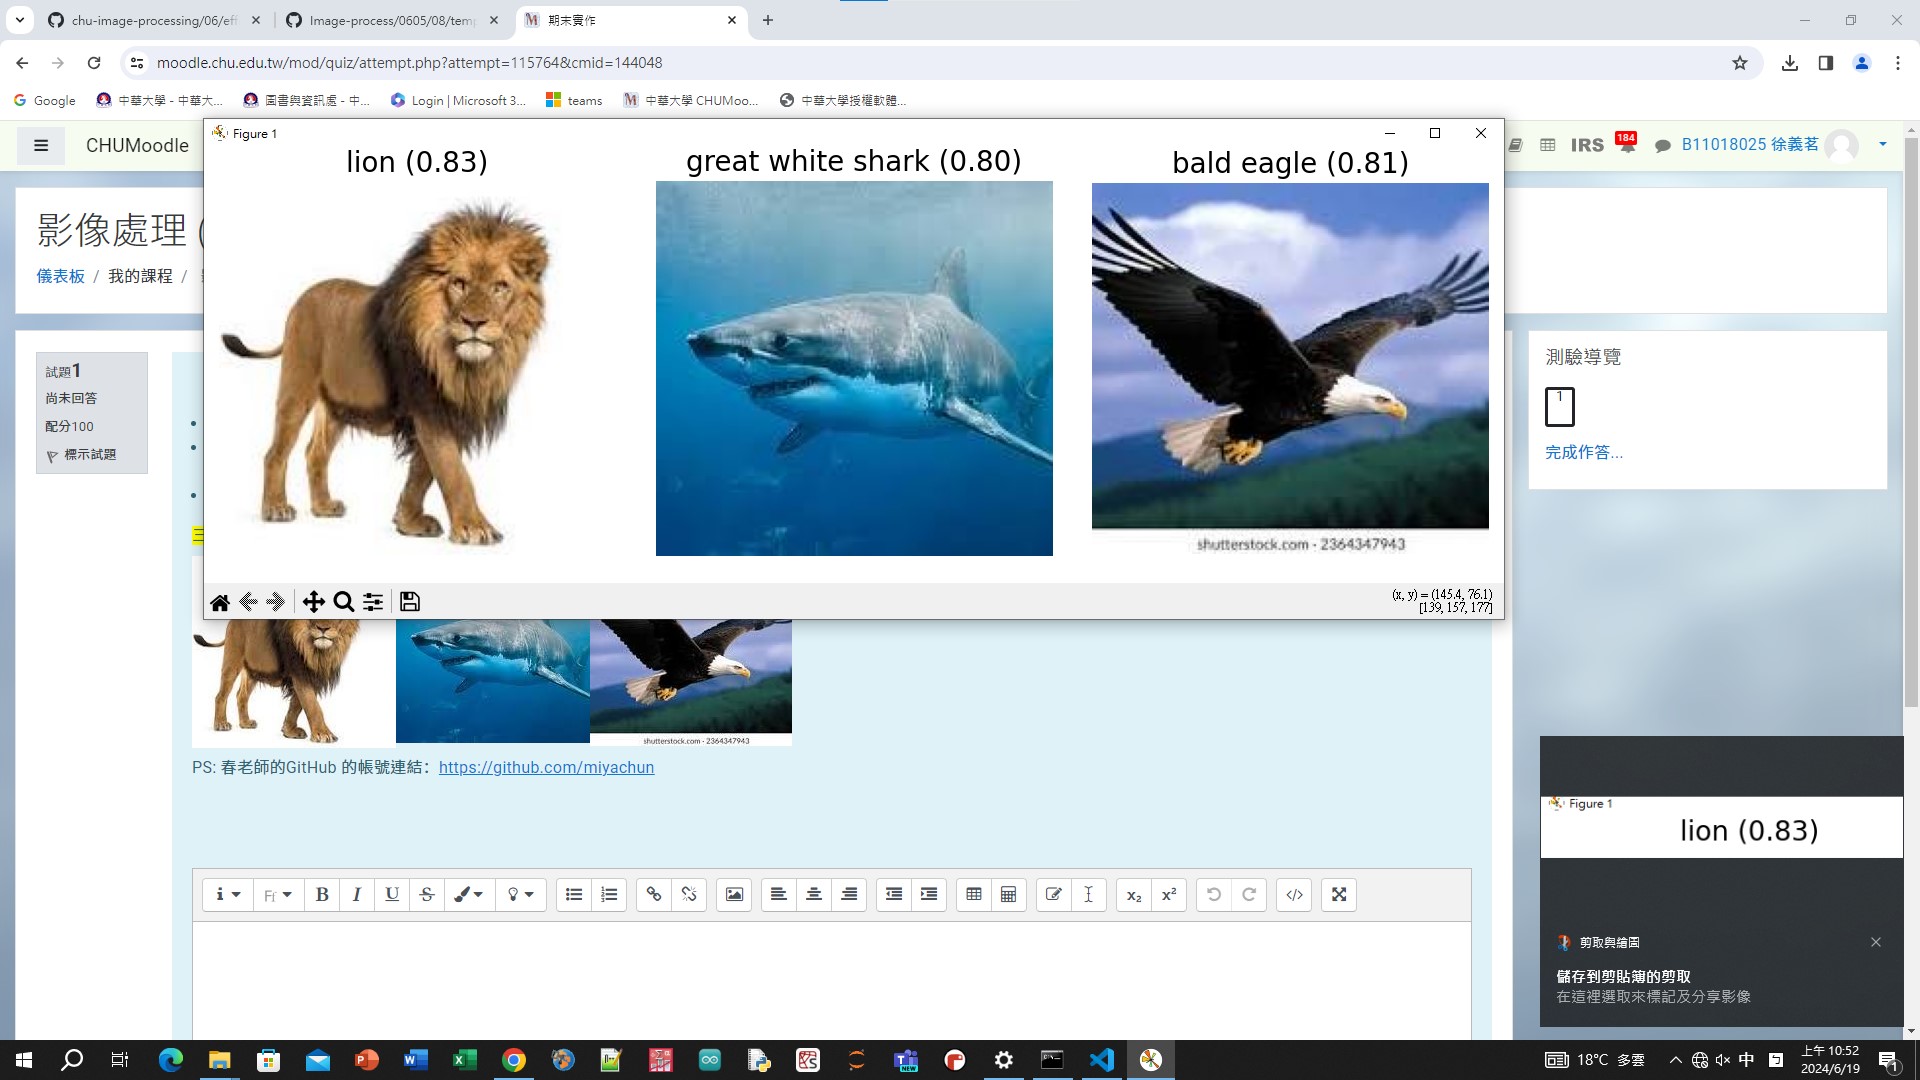 chu-image-processing/06/eff
Image-process/0605/08/temp
期末實作
moodle.chu.edu.tw/mod/quiz/attempt.php?attempt=115764&cmid=144048
Google
中華大學 - 中華大...
圖書與資訊處 - 中...
Login | Microsoft 3...
teams
中華大學 CHUMoo...
中華大學授權軟體...
CHUMoodle
IRS
184
B11018025 徐義茗
Figure 1
lion (0.83)
great white shark (0.80)
bald eagle (0.81)
shutterstock.com · 2364347943
(x, y) = (145.4, 76.1)
[139, 157, 177]
影像處理 (
儀表板 / 我的課程 /
試題1
尚未回答
配分100
標示試題
三
測驗導覽
1
完成作答...
shutterstock.com · 2364347943
PS: 春老師的GitHub 的帳號連結：https://github.com/miyachun
Figure 1
lion (0.83)
剪取與繪圖
儲存到剪貼簿的剪取
在這裡選取來標記及分享影像
18°C 多雲
中
上午 10:52
2024/6/19
1